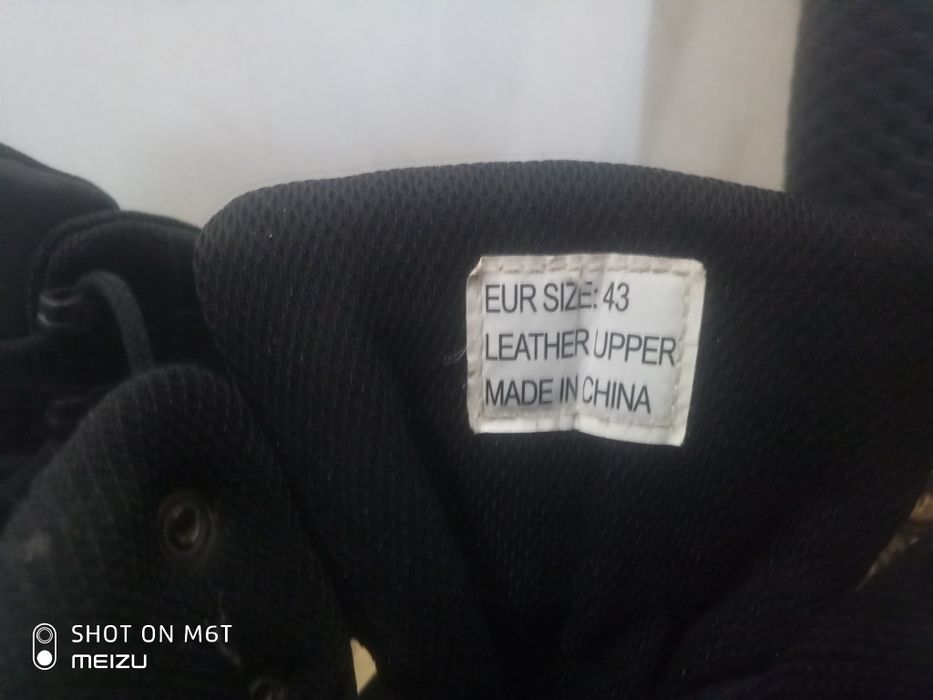 EUR SIZE: 43
LEATHER UPPER
MADE IN CHINA
SHOT ON M6T
MEIZU